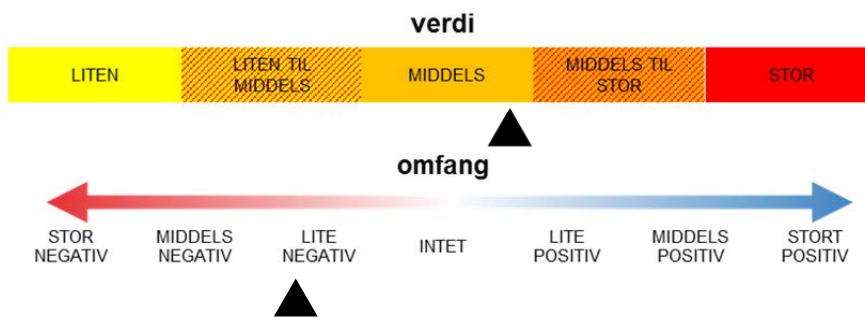 verdi
LITEN
LITEN TIL
MIDDELS
MIDDELS
MIDDELS TIL
STOR
STOR
omfang
STOR
NEGATIV
MIDDELS
NEGATIV
LITE
NEGATIV
INTET
LITE
POSITIV
MIDDELS
POSITIV
STORT
POSITIV